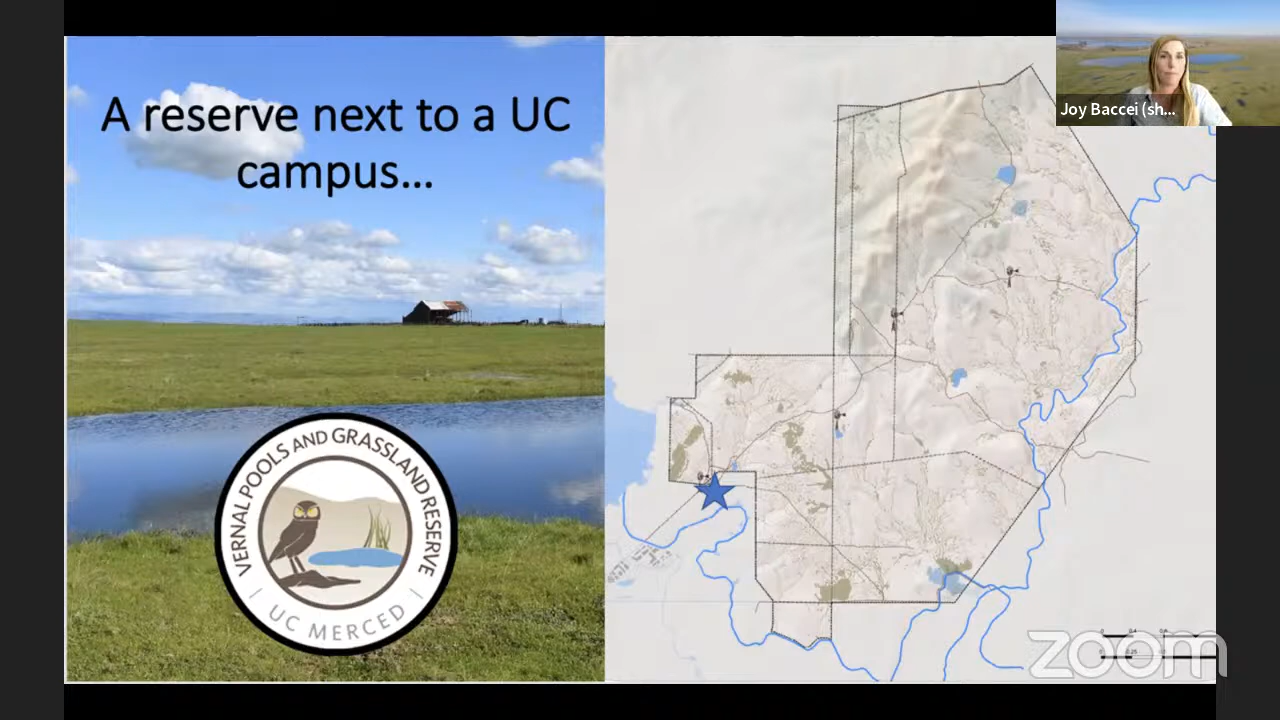 A reserve next to a UC
campus...
VERNAL POOLS AND GRASSLAND RESERVE
| UC MERCED |
Joy Baccei (sh...
zoom